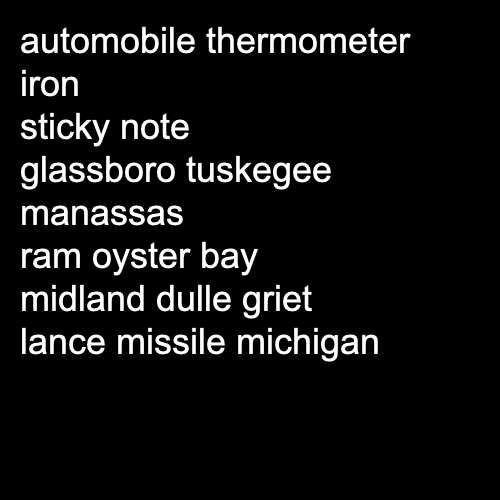 automobile thermometer
iron
sticky note
glassboro tuskegee
manassas
ram oyster bay
midland dulle griet
lance missile michigan